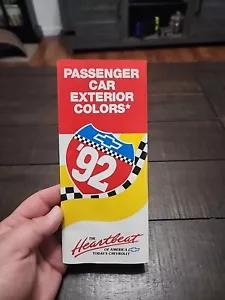 PASSENGER
CAR
EXTERIOR
COLORS*
'92
THE
Heartbeat
OF AMERICA
TODAY'S CHEVROLET